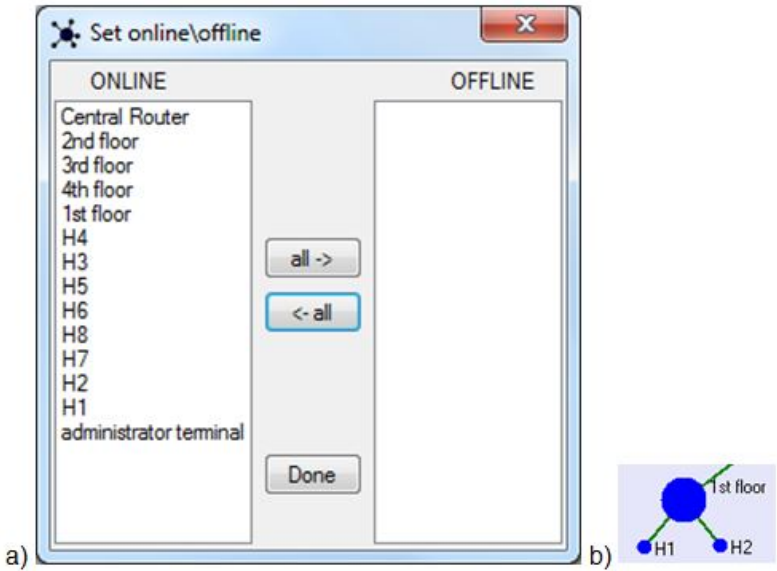 Set online\offline
ONLINE
OFFLINE
Central Router
2nd floor
3rd floor
4th floor
1st floor
H4
H3
H5
H6
H8
H7
H2
H1
administrator terminal
all ->
<- all
Done
a)
b)
1st floor
H1
H2